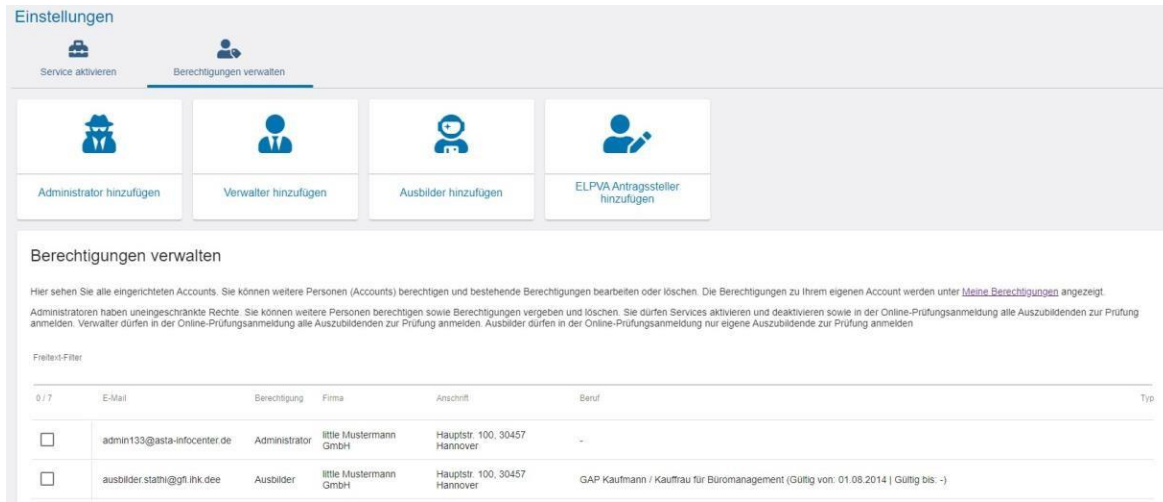 Einstellungen
Service aktivieren
Berechtigungen verwalten
Administrator hinzufügen
Verwalter hinzufügen
Ausbilder hinzufügen
ELPVA Antragssteller
hinzufügen
Berechtigungen verwalten
Hier sehen Sie alle eingerichteten Accounts. Sie können weitere Personen (Accounts) berechtigen und bestehende Berechtigungen bearbeiten oder löschen. Die Berechtigungen zu Ihrem eigenen Account werden unter Meine Berechtigungen angezeigt.
Administratoren haben uneingeschränkte Rechte. Sie können weitere Personen berechtigen sowie Berechtigungen vergeben und löschen. Sie dürfen Services aktivieren und deaktivieren sowie in der Online-Prüfungsanmeldung alle Auszubildenden zur Prüfung
anmelden. Verwalter dürfen in der Online-Prüfungsanmeldung alle Auszubildenden zur Prüfung anmelden. Ausbilder dürfen in der Online-Prüfungsanmeldung nur eigene Auszubildende zur Prüfung anmelden
Freitext-Filter
0 / 7 E-Mail Berechtigung Firma Anschrift Beruf Typ
admin133@asta-infocenter.de Administrator little Mustermann GmbH Hauptstr. 100, 30457 Hannover -
ausbilder.stathi@gfi.ihk.dee Ausbilder little Mustermann GmbH Hauptstr. 100, 30457 Hannover GAP Kaufmann / Kauffrau für Büromanagement (Gültig von: 01.08.2014 | Gültig bis: -)